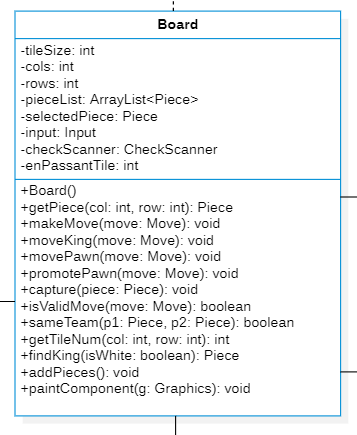 Board
-tileSize: int
-cols: int
-rows: int
-pieceList: ArrayList<Piece>
-selectedPiece: Piece
-input: Input
-checkScanner: CheckScanner
-enPassantTile: int
+Board()
+getPiece(col: int, row: int): Piece
+makeMove(move: Move): void
+moveKing(move: Move): void
+movePawn(move: Move): void
+promotePawn(move: Move): void
+capture(piece: Piece): void
+isValidMove(move: Move): boolean
+sameTeam(p1: Piece, p2: Piece): boolean
+getTileNum(col: int, row: int): int
+findKing(isWhite: boolean): Piece
+addPieces(): void
+paintComponent(g: Graphics): void